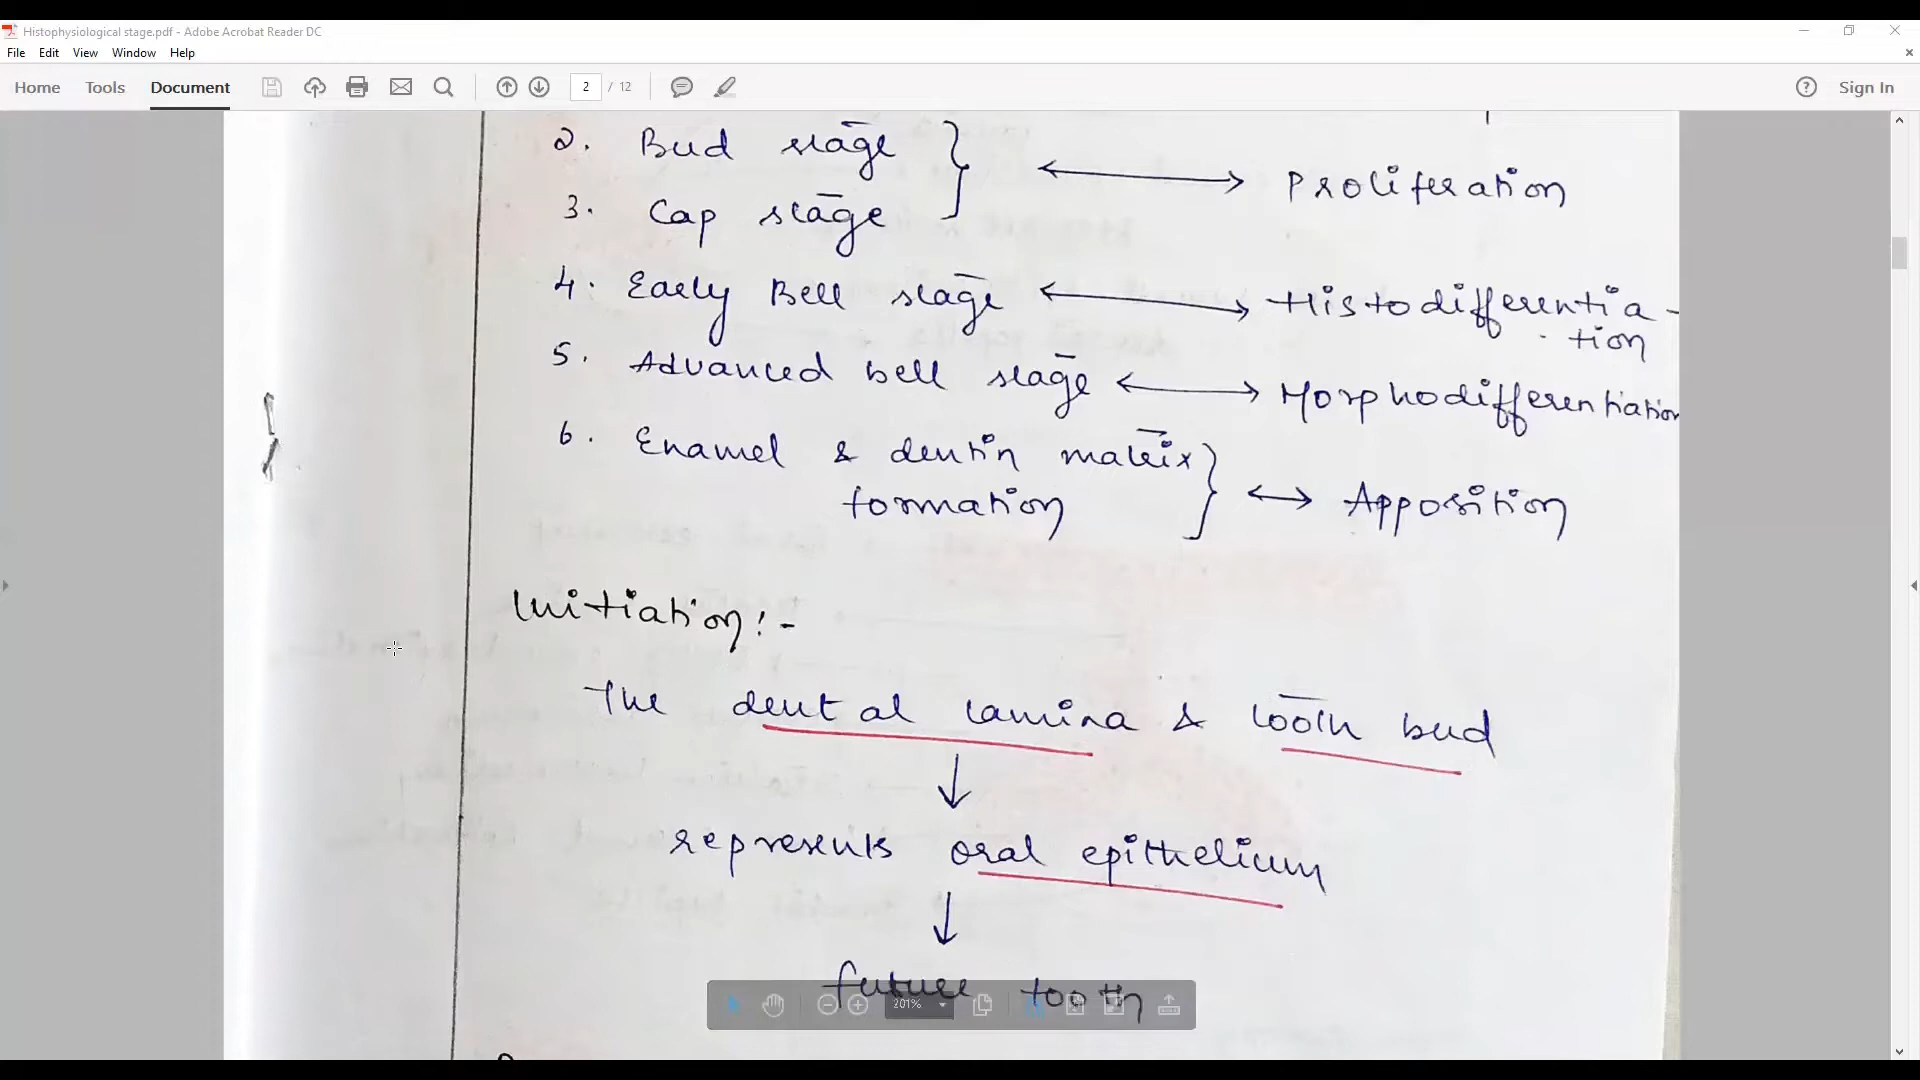 Histophysiological stage.pdf - Adobe Acrobat Reader DC
File Edit View Window Help
Home Tools Document 2 / 12 Sign In
2. Bud stage
3. Cap stage } ↔ Proliferation
4. Early Bell stage ↔ Histodifferentia-
tion
5. Advanced bell stage ↔ Morphodifferentiation
6. Enamel & dentin matrix
formation } ↔ Apposition
Initiation:-
The dental lamina & tooth bud
↓
represents oral epithelium
↓
future tooth
201%